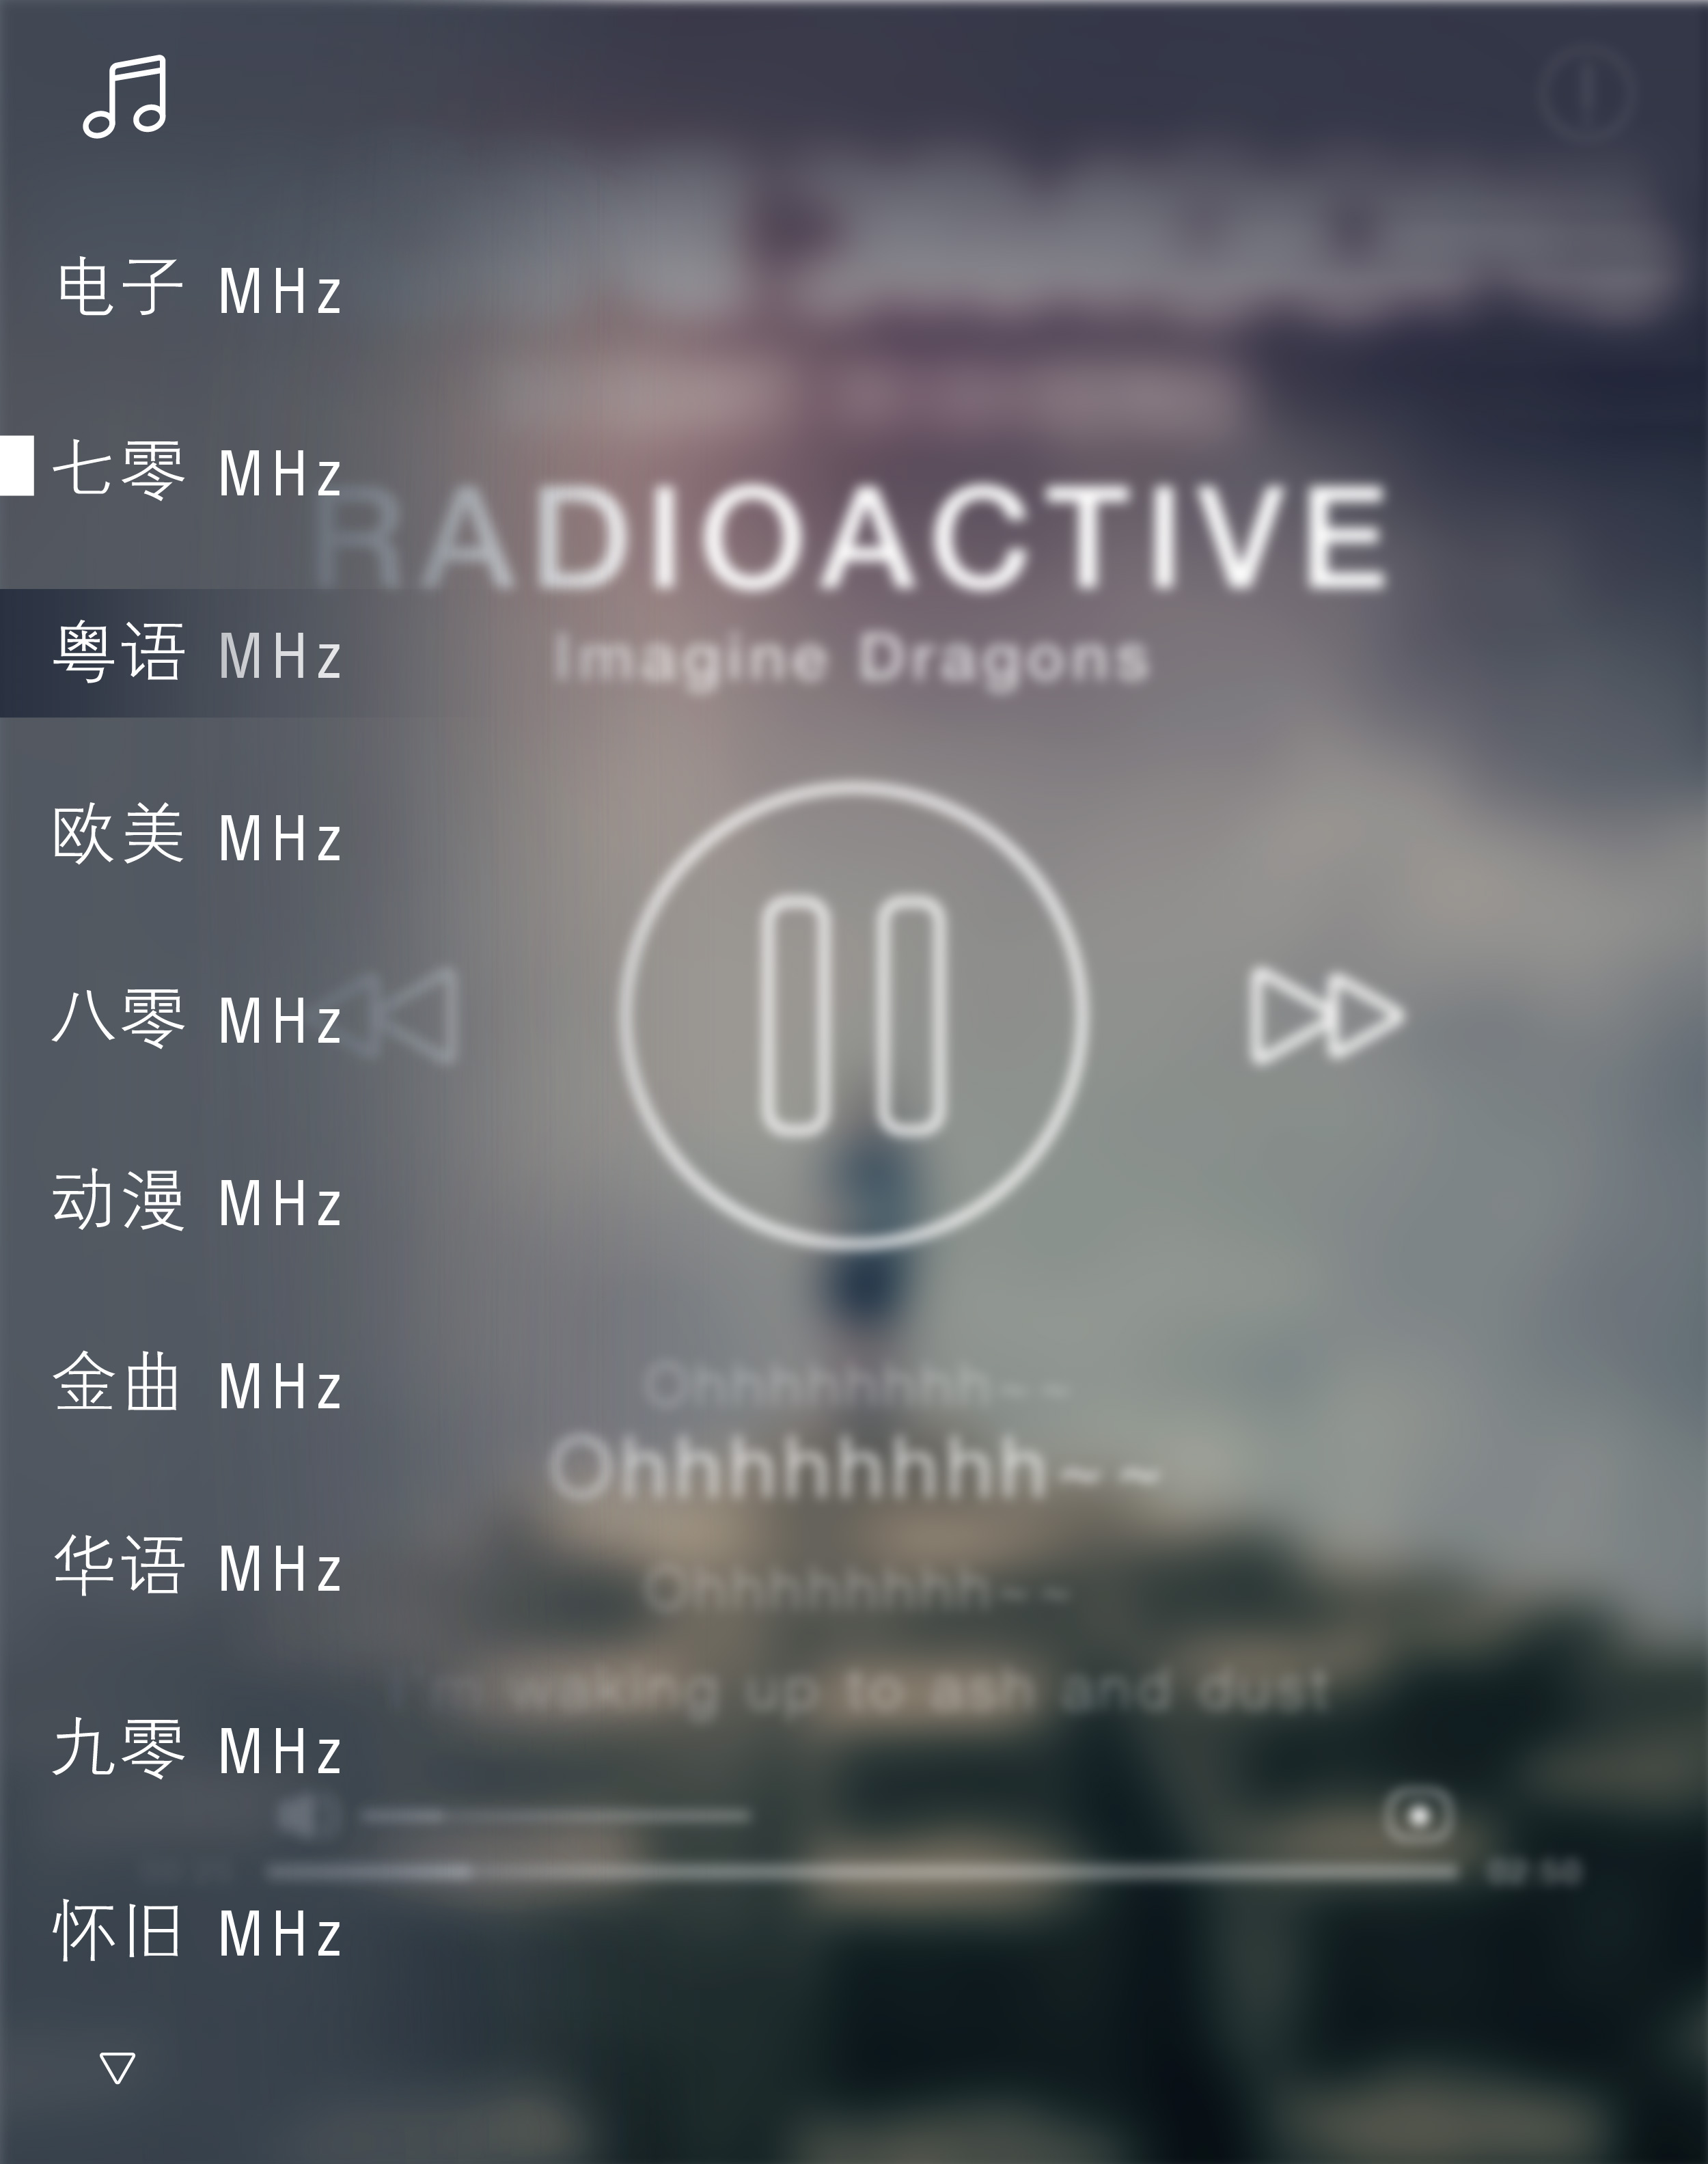 电子 MHz
七零 MHz
RADIOACTIVE
粤语 MHz
Imagine Dragons
欧美 MHz
八零 MHz
动漫 MHz
金曲 MHz
Ohhhhhhhh~~
Ohhhhhhhh~~
华语 MHz
Ohhhhhhhh~~
I'm waking up to ash and dust
九零 MHz
02:50
怀旧 MHz